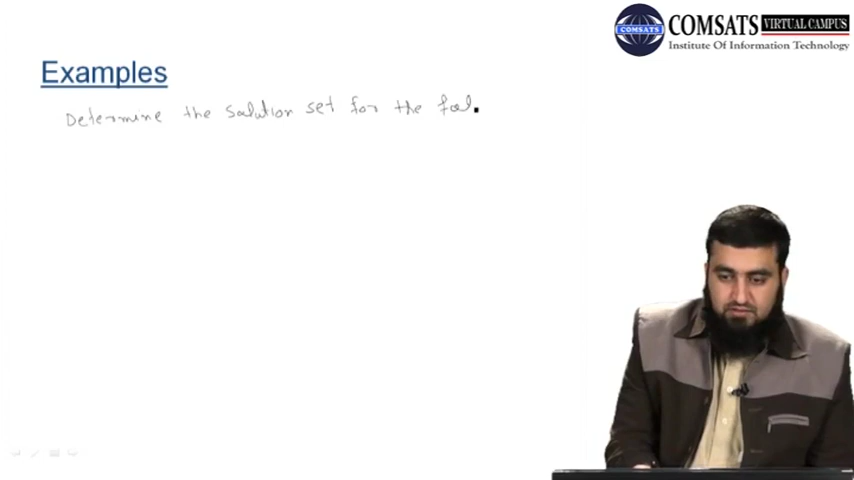 COMSATS VIRTUAL CAMPUS
COMSATS
Institute Of Information Technology
Examples
Determine the solution set for the fol